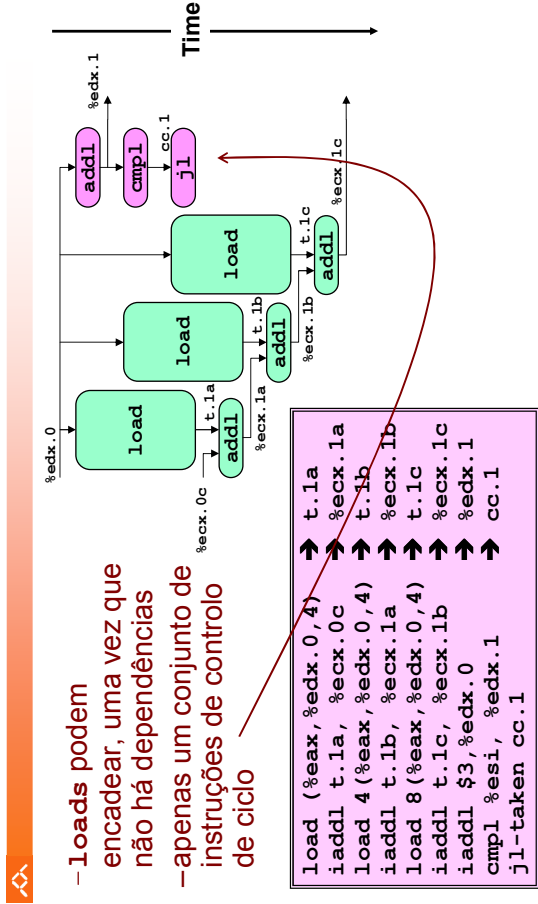 –loads podem
encadear, uma vez que
não há dependências
–apenas um conjunto de
instruções de controlo
de ciclo
load (%eax,%edx.0,4) ➔ t.1a
iaddl t.1a, %ecx.0c ➔ %ecx.1a
load 4(%eax,%edx.0,4) ➔ t.1b
iaddl t.1b, %ecx.1a ➔ %ecx.1b
load 8(%eax,%edx.0,4) ➔ t.1c
iaddl t.1c, %ecx.1b ➔ %ecx.1c
iaddl $3,%edx.0 ➔ %edx.1
cmpl %esi, %edx.1 ➔ cc.1
jl-taken cc.1
%edx.0
addl
%edx.1
load
load
load
cmpl
cc.1
jl
%ecx.0c
t.1a
addl
%ecx.1a
t.1b
addl
%ecx.1b
t.1c
addl
%ecx.1c
Time